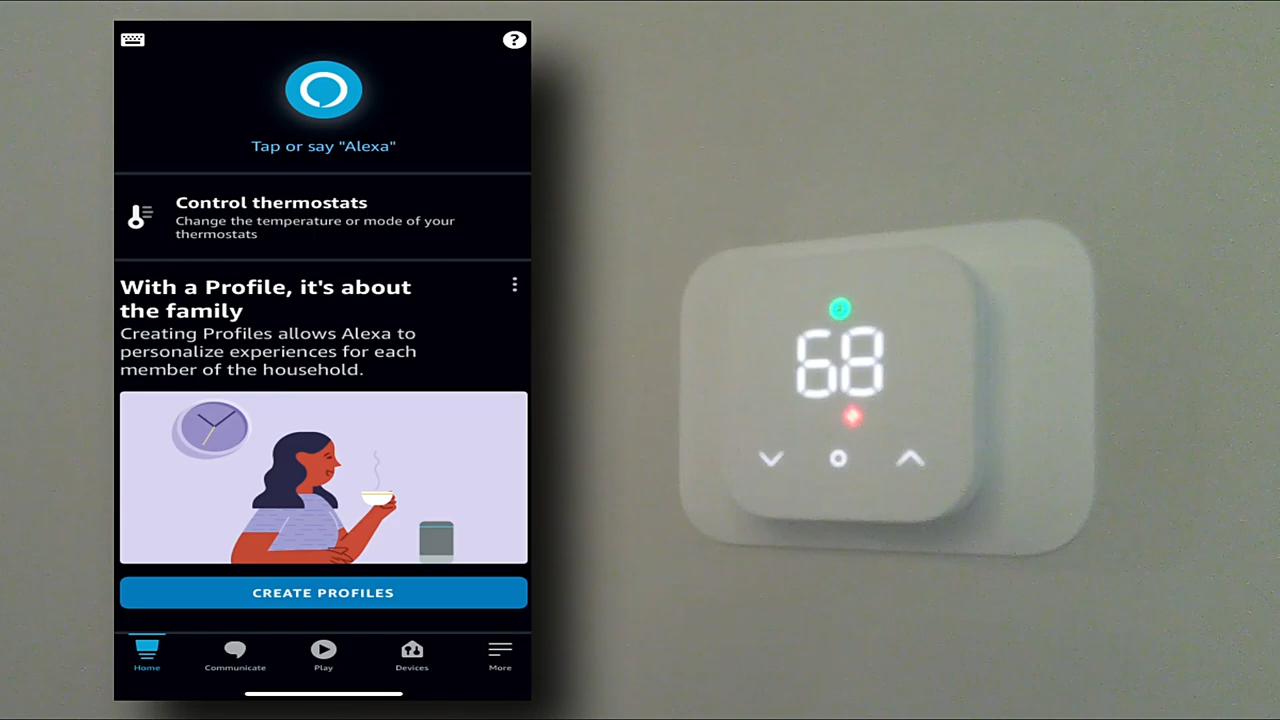 ?
Tap or say "Alexa"
Control thermostats
Change the temperature or mode of your
thermostats
With a Profile, it's about
the family
Creating Profiles allows Alexa to
personalize experiences for each
member of the household.
CREATE PROFILES
Home
Communicate
Play
Devices
More
68